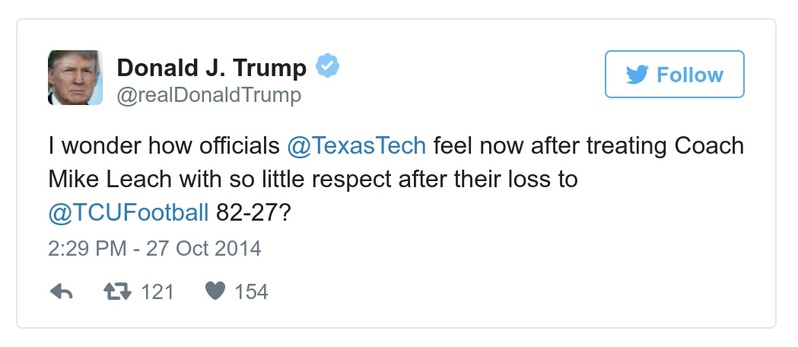 Donald J. Trump
@realDonaldTrump
Follow
I wonder how officials @TexasTech feel now after treating Coach
Mike Leach with so little respect after their loss to
@TCUFootball 82-27?
2:29 PM - 27 Oct 2014
121 154